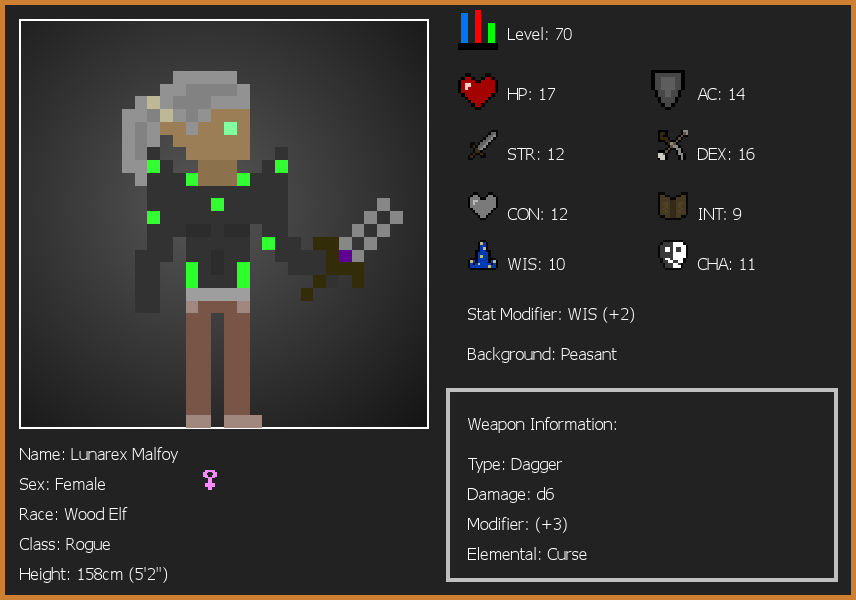 Level: 70
HP: 17
AC: 14
STR: 12
DEX: 16
CON: 12
INT: 9
WIS: 10
CHA: 11
Stat Modifier: WIS (+2)
Background: Peasant
Weapon Information:
Type: Dagger
Damage: d6
Modifier: (+3)
Elemental: Curse
Name: Lunarex Malfoy
Sex: Female
Race: Wood Elf
Class: Rogue
Height: 158cm (5'2")